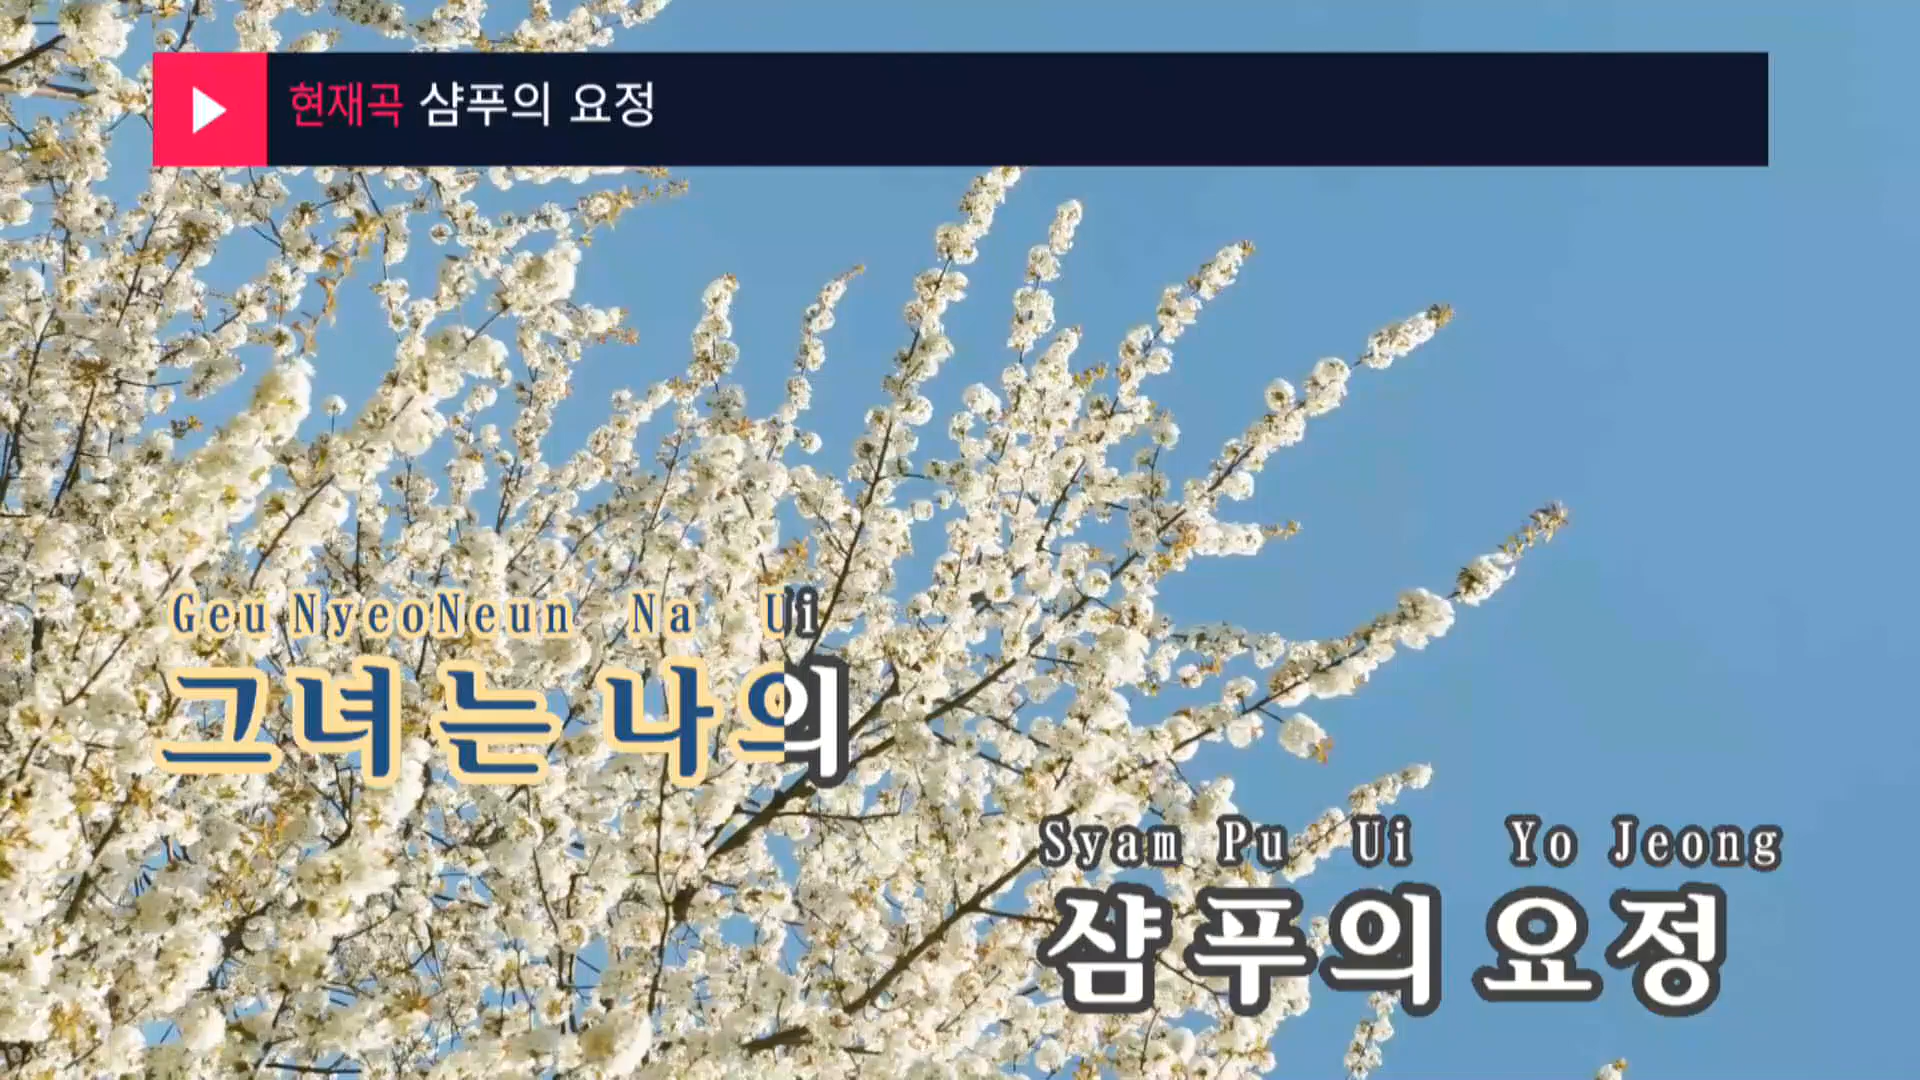 현재곡 샴푸의 요정
Geu NyeoNeun Na Ui
그녀는 나의
Syam Pu Ui Yo Jeong
샴푸의 요정